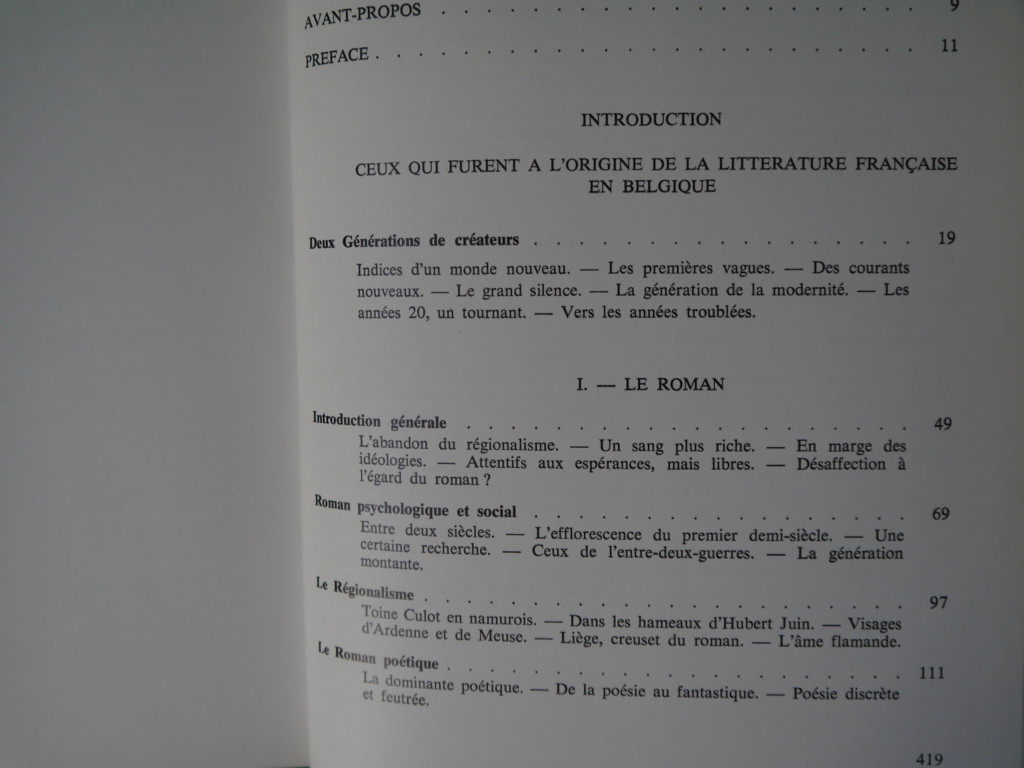 AVANT-PROPOS . . . . . . . . . . . . . . . . . . . . . 9
PREFACE . . . . . . . . . . . . . . . . . . . . . . . . 11
INTRODUCTION
CEUX QUI FURENT A L'ORIGINE DE LA LITTERATURE FRANÇAISE
EN BELGIQUE
Deux Générations de créateurs . . . . . . . . . . . . . 19
Indices d'un monde nouveau. — Les premières vagues. — Des courants
nouveaux. — Le grand silence. — La génération de la modernité. — Les
années 20, un tournant. — Vers les années troublées.
I. — LE ROMAN
Introduction générale . . . . . . . . . . . . . . . . . 49
L'abandon du régionalisme. — Un sang plus riche. — En marge des
idéologies. — Attentifs aux espérances, mais libres. — Désaffection à
l'égard du roman ?
Roman psychologique et social . . . . . . . . . . . . . 69
Entre deux siècles. — L'efflorescence du premier demi-siècle. — Une
certaine recherche. — Ceux de l'entre-deux-guerres. — La génération
montante.
Le Régionalisme . . . . . . . . . . . . . . . . . . . . 97
Toine Culot en namurois. — Dans les hameaux d'Hubert Juin. — Visages
d'Ardenne et de Meuse. — Liège, creuset du roman. — L'âme flamande.
Le Roman poétique . . . . . . . . . . . . . . . . . . . 111
La dominante poétique. — De la poésie au fantastique. — Poésie discrète
et feutrée.
419